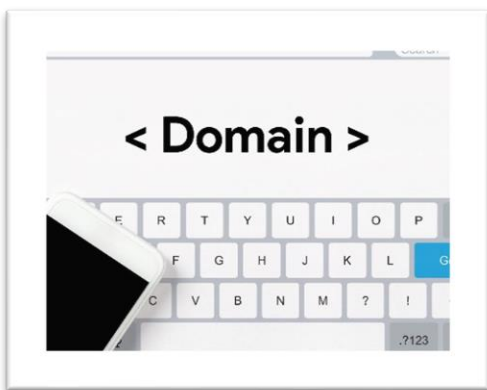 < Domain >
E R T Y U I O P
F G H J K L
C V B N M ? !
.?123